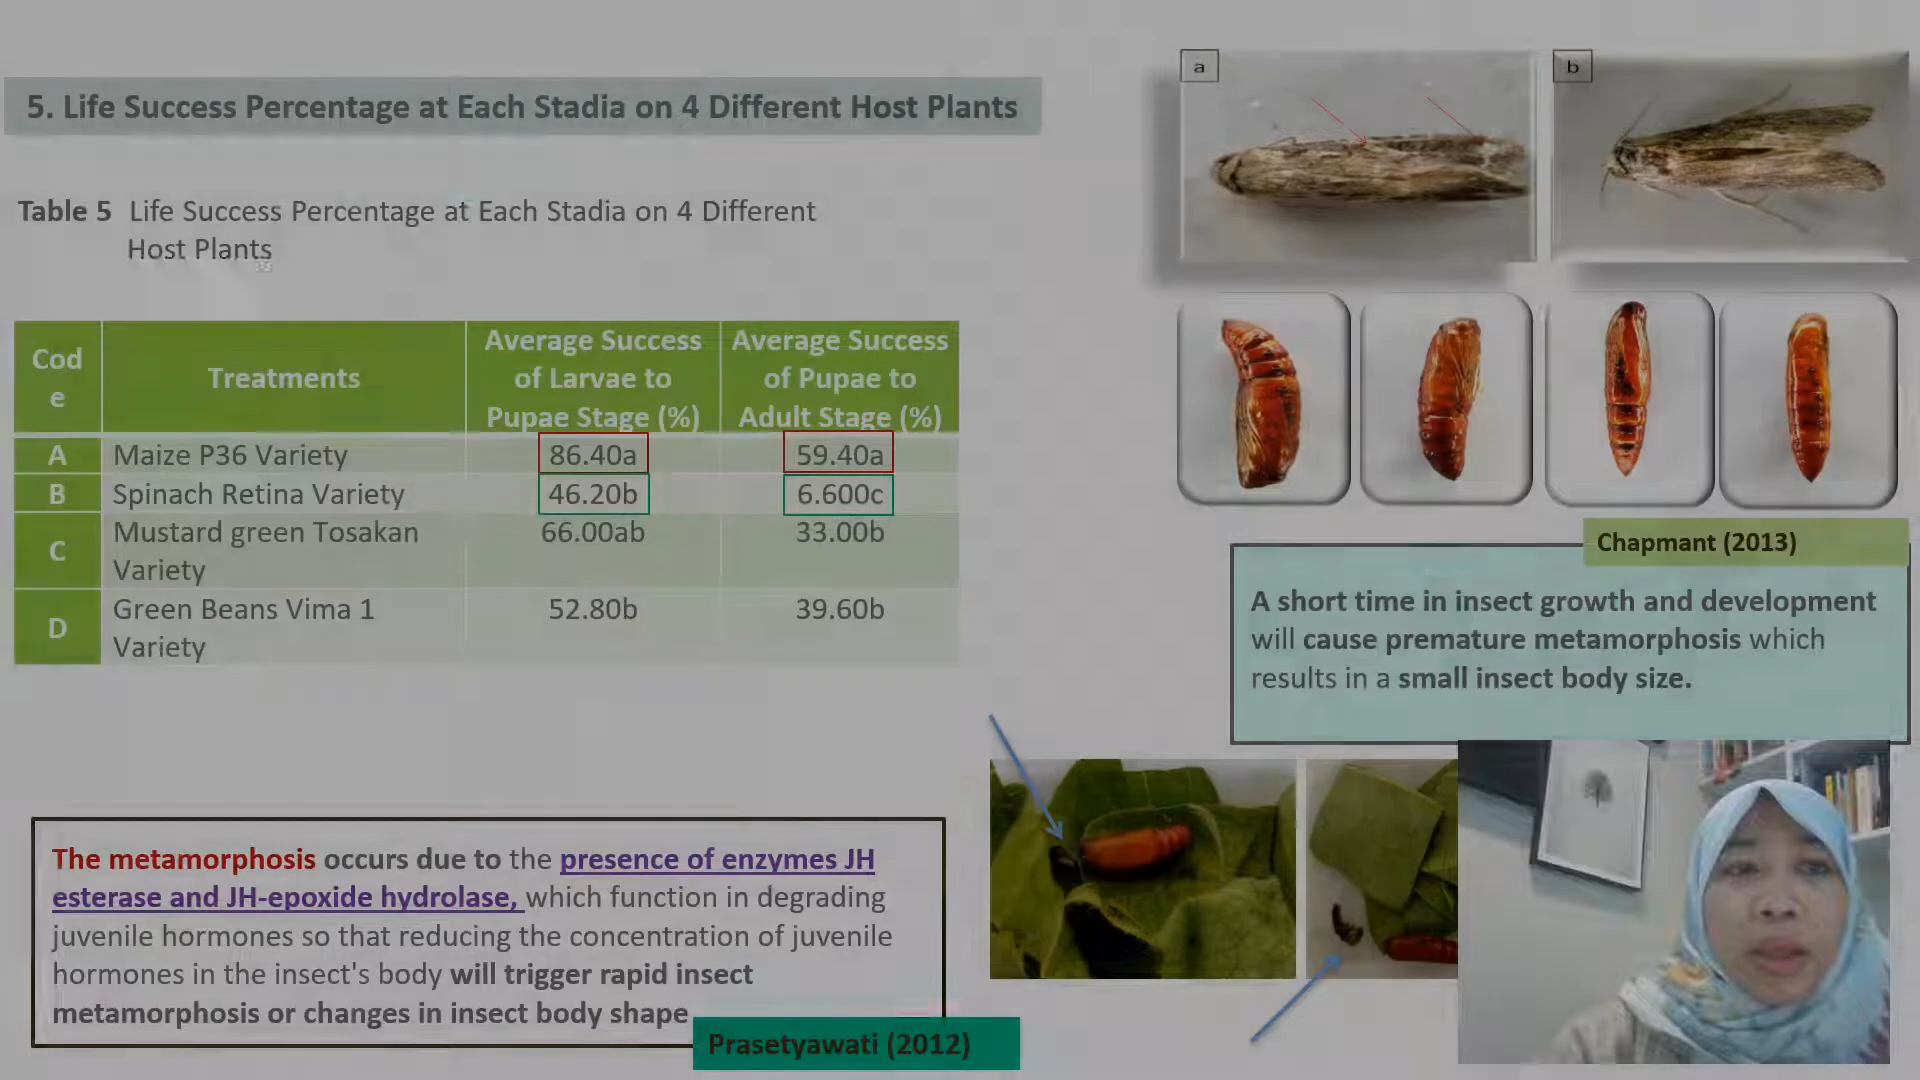 5. Life Success Percentage at Each Stadia on 4 Different Host Plants
Table 5 Life Success Percentage at Each Stadia on 4 Different
Host Plants
Cod
e
Treatments
Average Success
of Larvae to
Pupae Stage (%)
Average Success
of Pupae to
Adult Stage (%)
A Maize P36 Variety 86.40a 59.40a
B Spinach Retina Variety 46.20b 6.600c
C Mustard green Tosakan
Variety 66.00ab 33.00b
D Green Beans Vima 1
Variety 52.80b 39.60b
The metamorphosis occurs due to the presence of enzymes JH
esterase and JH-epoxide hydrolase, which function in degrading
juvenile hormones so that reducing the concentration of juvenile
hormones in the insect's body will trigger rapid insect
metamorphosis or changes in insect body shape
Prasetyawati (2012)
a
b
Chapmant (2013)
A short time in insect growth and development
will cause premature metamorphosis which
results in a small insect body size.